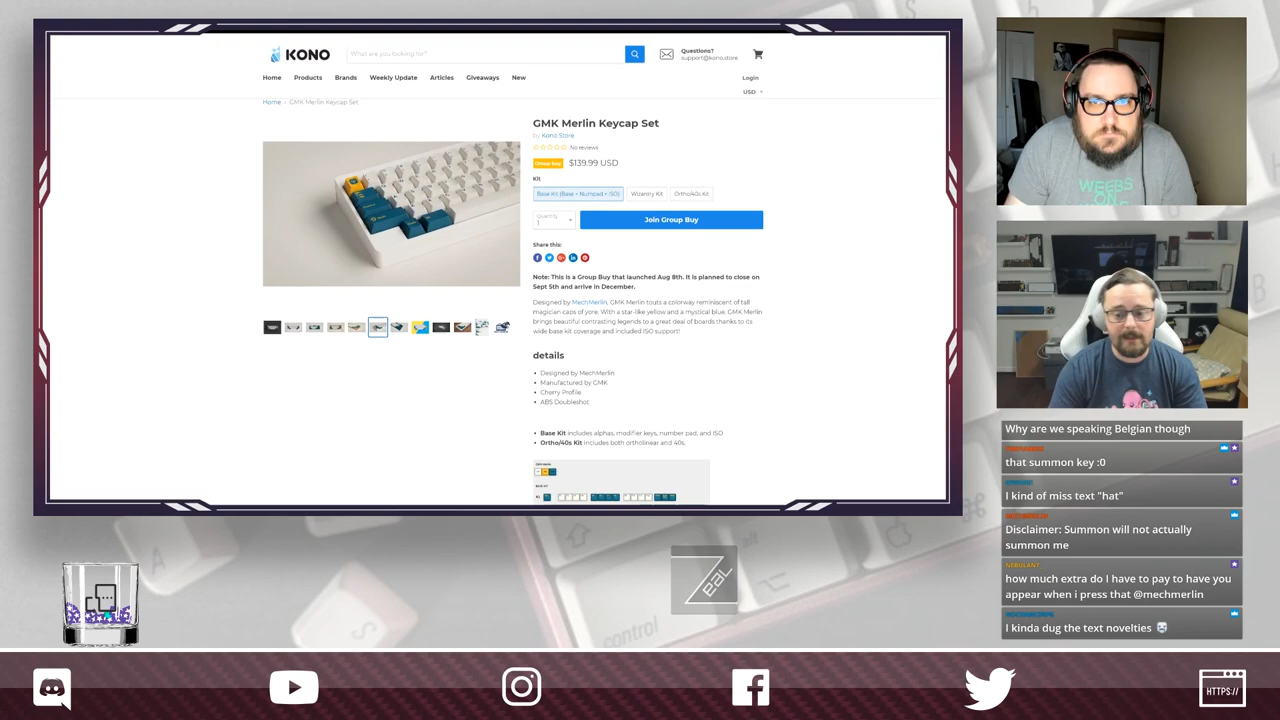 KONO
What are you looking for?
Questions?
support@kono.store
Home Products Brands Weekly Update Articles Giveaways New
Login
USD
Home › GMK Merlin Keycap Set
GMK Merlin Keycap Set
by Kono Store
No reviews
Group buy $139.99 USD
Kit
Base Kit (Base + Numpad + ISO) Wizardry Kit Ortho/40s Kit
Quantity
1
Join Group Buy
Share this:
Note: This is a Group Buy that launched Aug 8th. It is planned to close on
Sept 5th and arrive in December.
Designed by MechMerlin, GMK Merlin touts a colorway reminiscent of tall
magician caps of yore. With a star-like yellow and a mystical blue, GMK Merlin
brings beautiful contrasting legends to a great deal of boards thanks to its
wide base kit coverage and included ISO support!
details
• Designed by MechMerlin
• Manufactured by GMK
• Cherry Profile
• ABS Doubleshot
• Base Kit includes alphas, modifier keys, number pad, and ISO
• Ortho/40s Kit includes both ortholinear and 40s.
WEEBS
Why are we speaking Belgian though
that summon key :0
I kind of miss text "hat"
Disclaimer: Summon will not actually
summon me
NEBULANT
how much extra do I have to pay to have you
appear when i press that @mechmerlin
I kinda dug the text novelties
Zeal
control
alt
HTTPS://